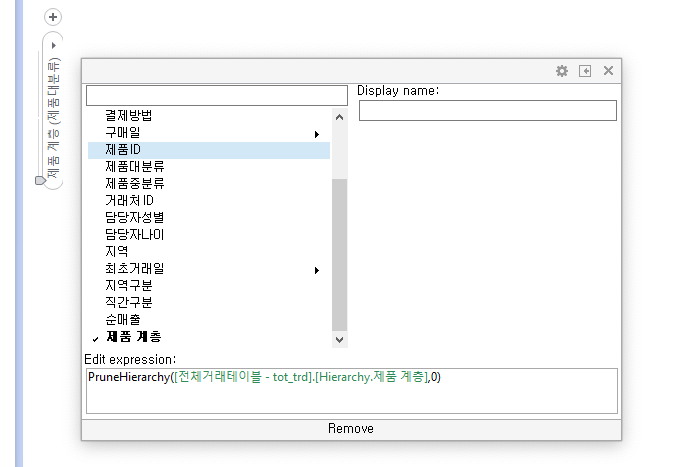 제품 계층 (제품대분류)
Display name:
결제방법
구매일
제품ID
제품대분류
제품중분류
거래처ID
담당자성별
담당자나이
지역
최초거래일
지역구분
직간구분
순매출
제품 계층
Edit expression:
PruneHierarchy([전체거래테이블 - tot_trd].[Hierarchy.제품 계층],0)
Remove